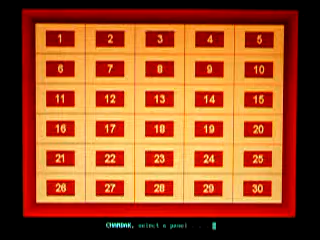 1 2 3 4 5
6 7 8 9 10
11 12 13 14 15
16 17 18 19 20
21 22 23 24 25
26 27 28 29 30
CHAMDAK, select a panel . . .